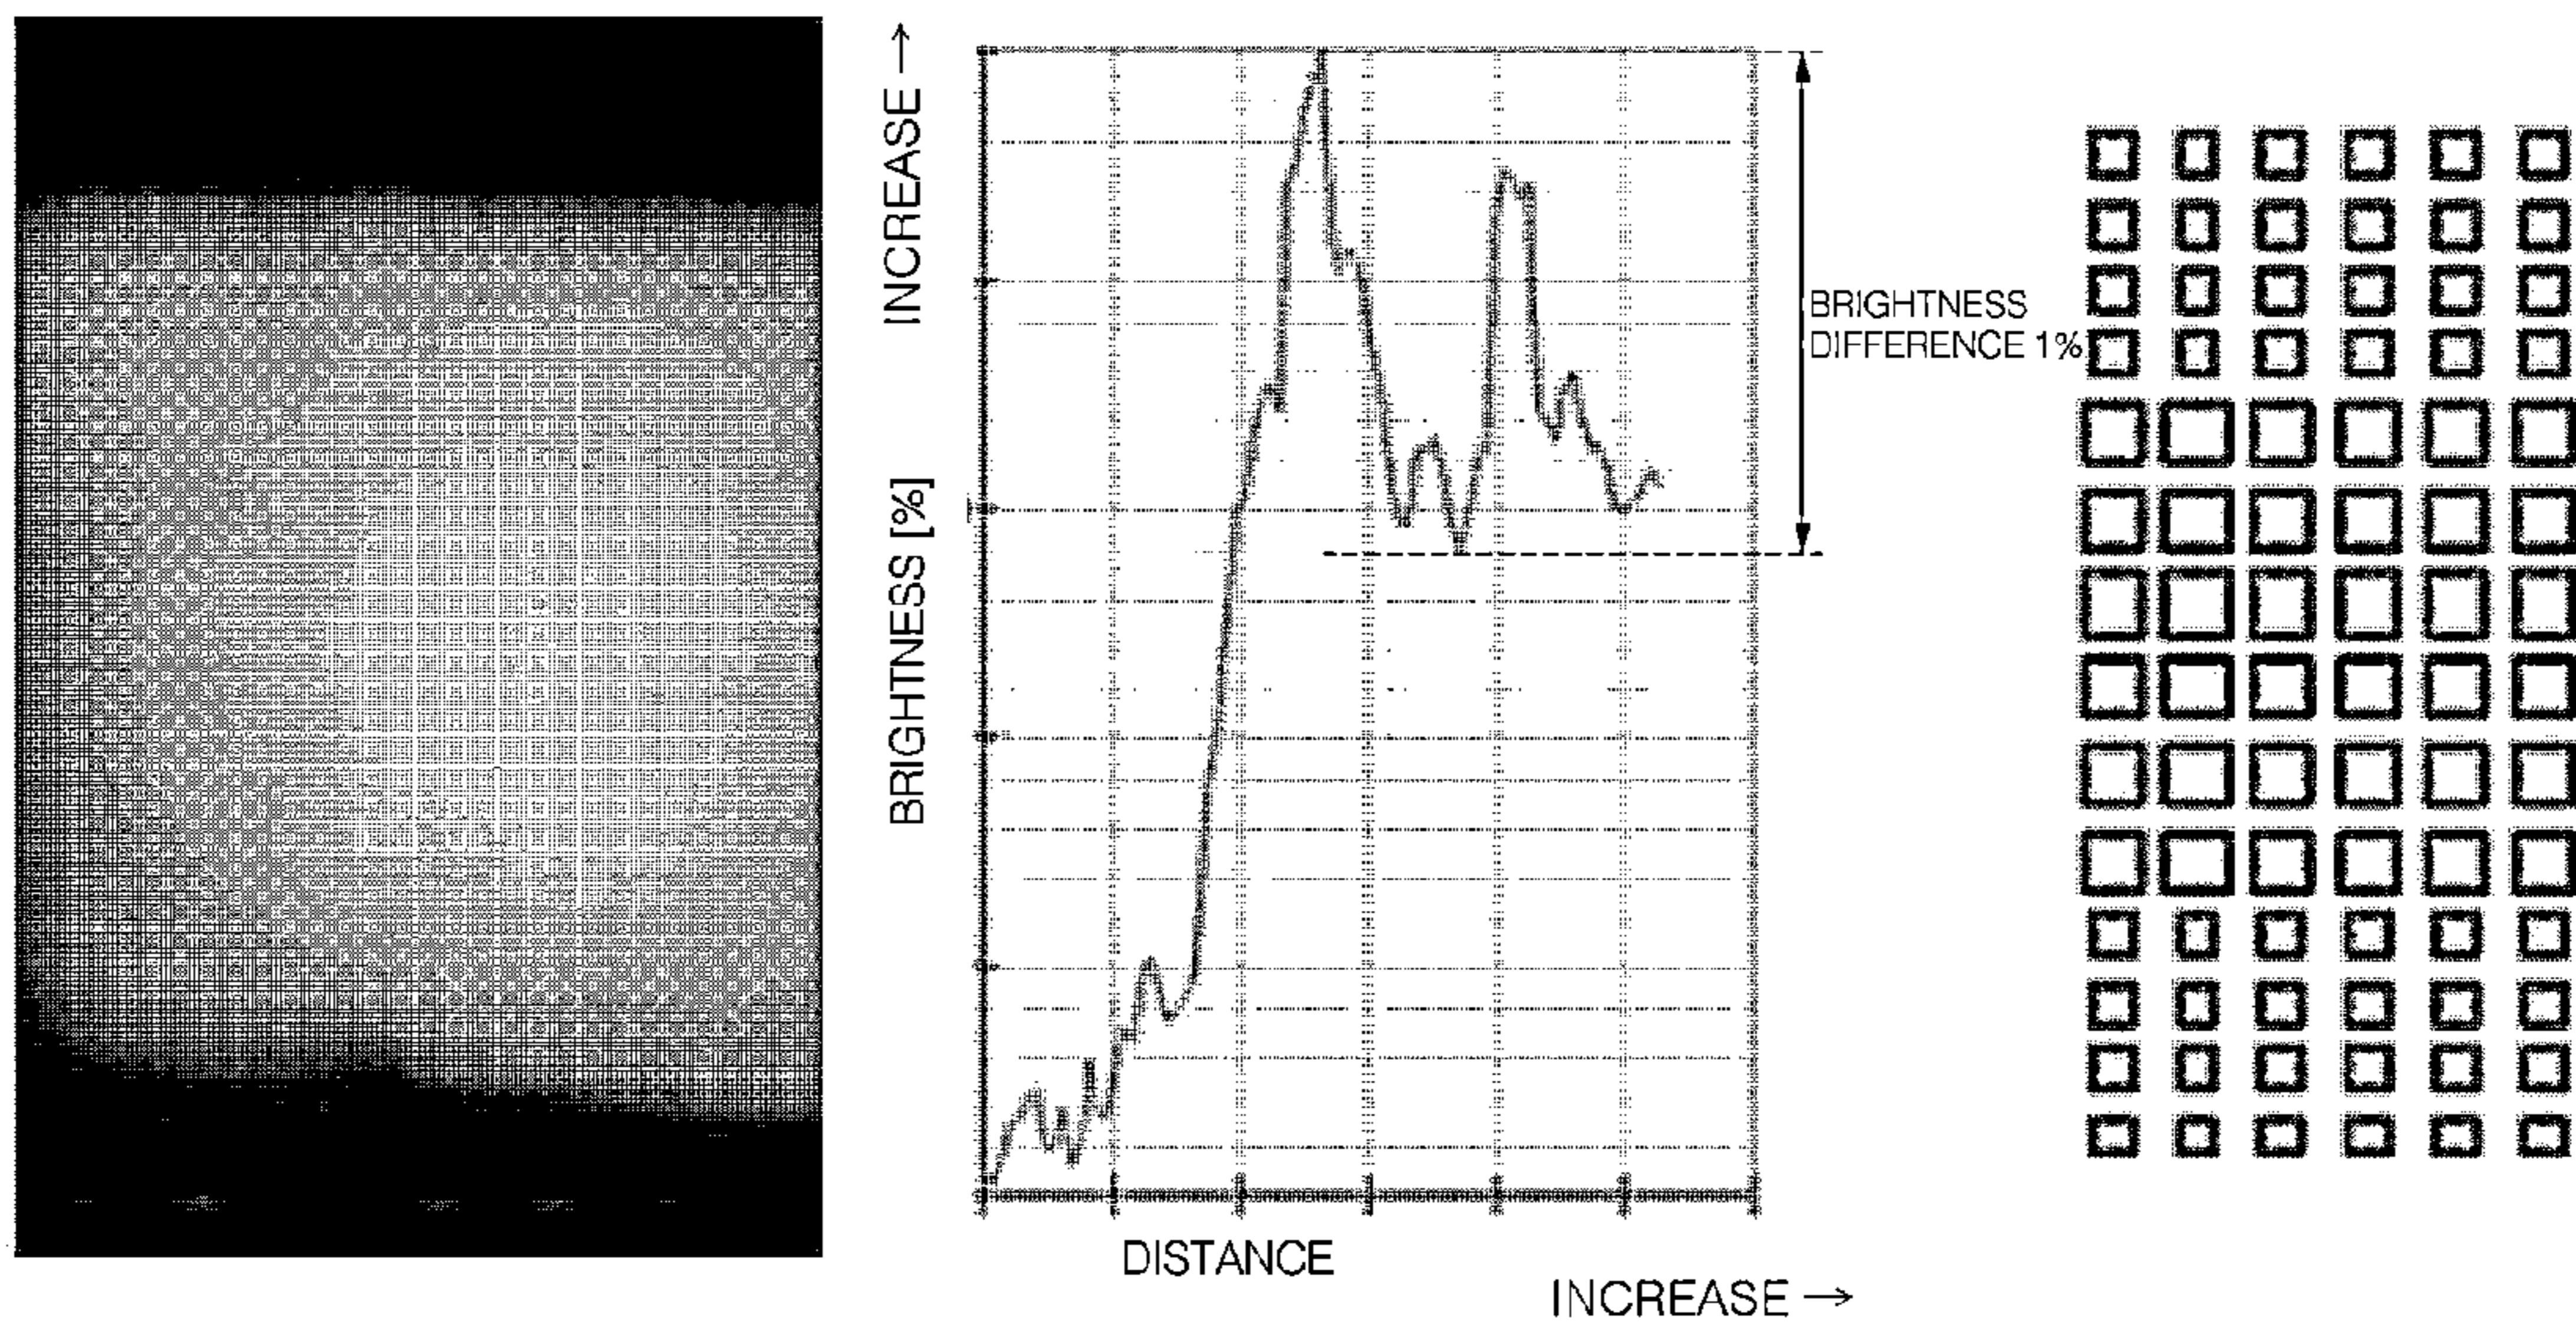 BRIGHTNESS [%] INCREASE →
BRIGHTNESS
DIFFERENCE 1%
DISTANCE
INCREASE →